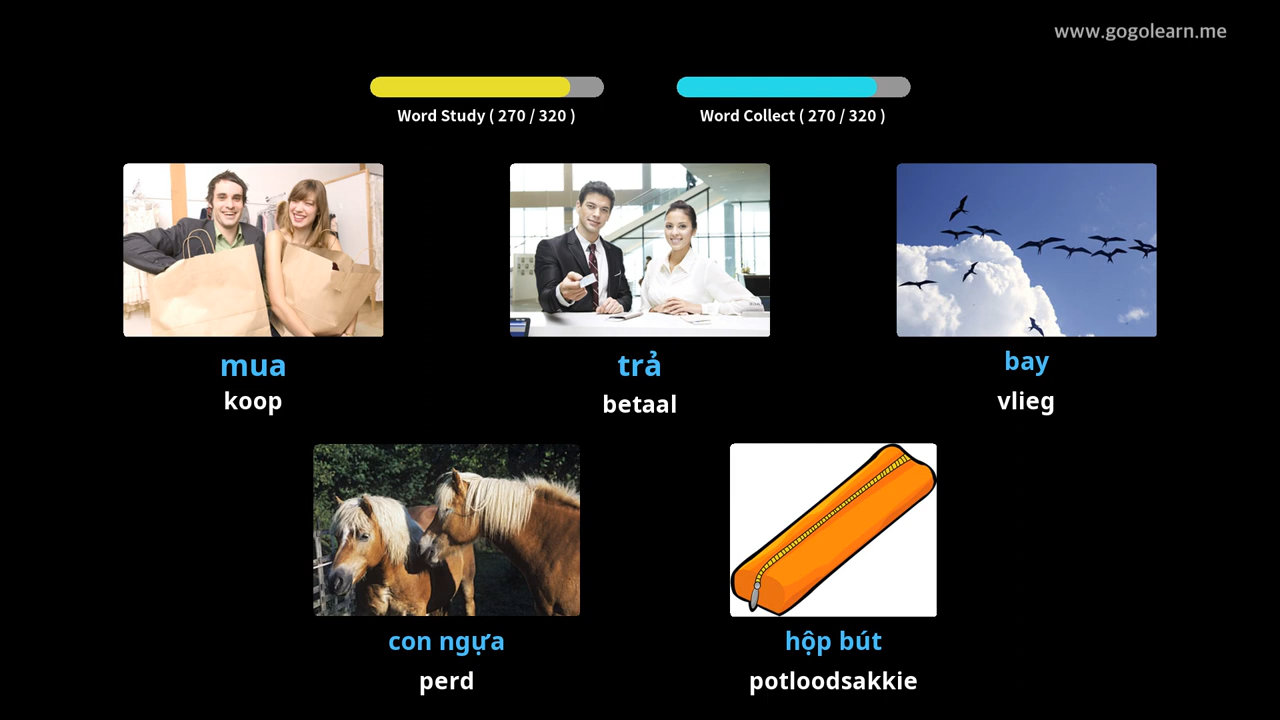 www.gogolearn.me
Word Study ( 270 / 320 )
Word Collect ( 270 / 320 )
mua
koop
trả
betaal
bay
vlieg
con ngựa
perd
hộp bút
potloodsakkie